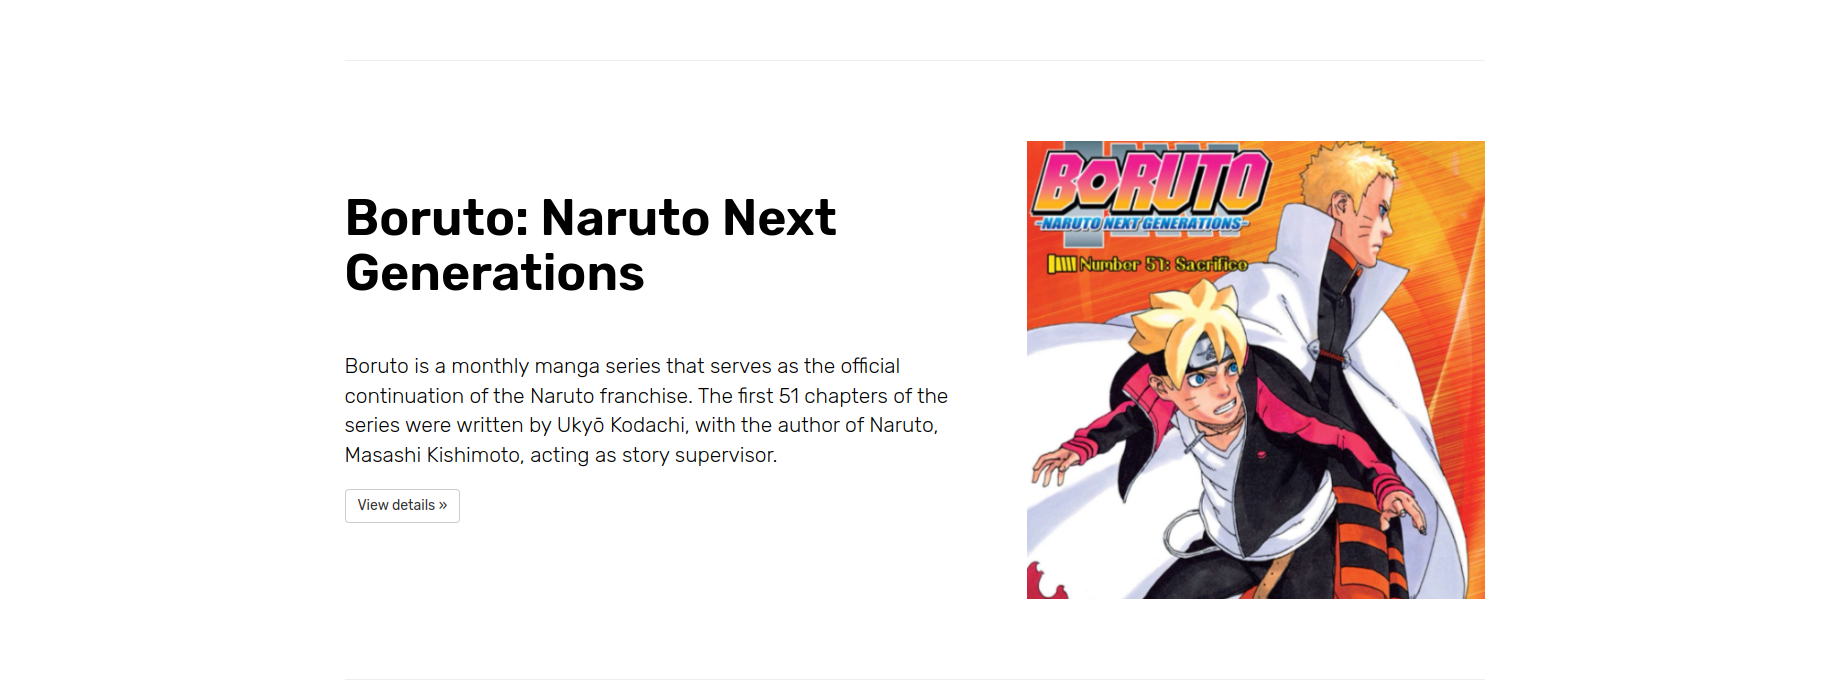 Boruto: Naruto Next
Generations
Boruto is a monthly manga series that serves as the official
continuation of the Naruto franchise. The first 51 chapters of the
series were written by Ukyō Kodachi, with the author of Naruto,
Masashi Kishimoto, acting as story supervisor.
View details »
BORUTO
-NARUTO NEXT GENERATIONS-
Number 51: Sacrifice